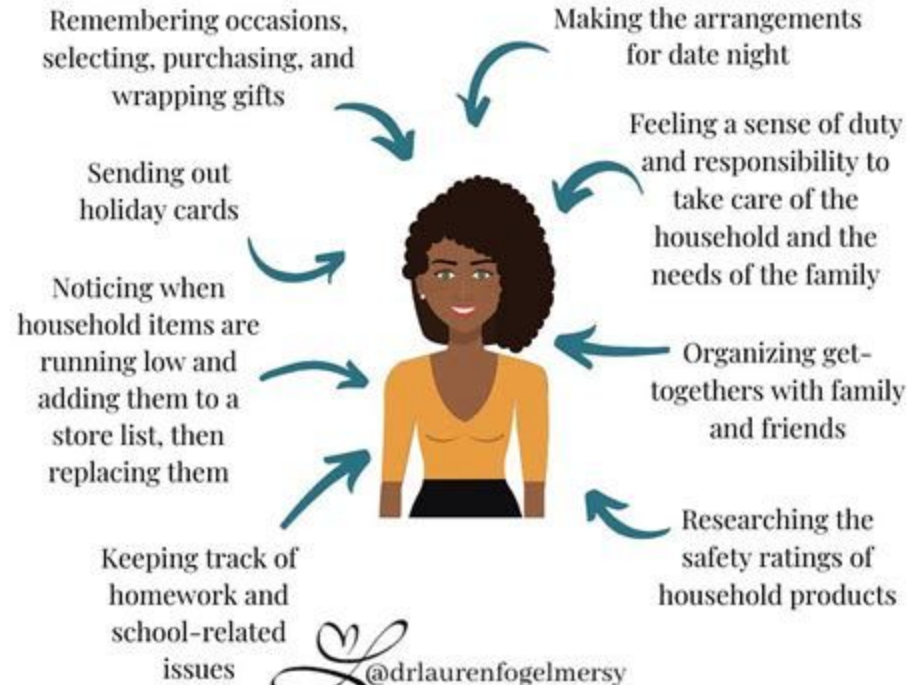 Remembering occasions,
selecting, purchasing, and
wrapping gifts
Making the arrangements
for date night
Feeling a sense of duty
and responsibility to
take care of the
household and the
needs of the family
Sending out
holiday cards
Noticing when
household items are
running low and
adding them to a
store list, then
replacing them
Organizing get-
togethers with family
and friends
Keeping track of
homework and
school-related
issues
Researching the
safety ratings of
household products
@drlaurenfogelmersy